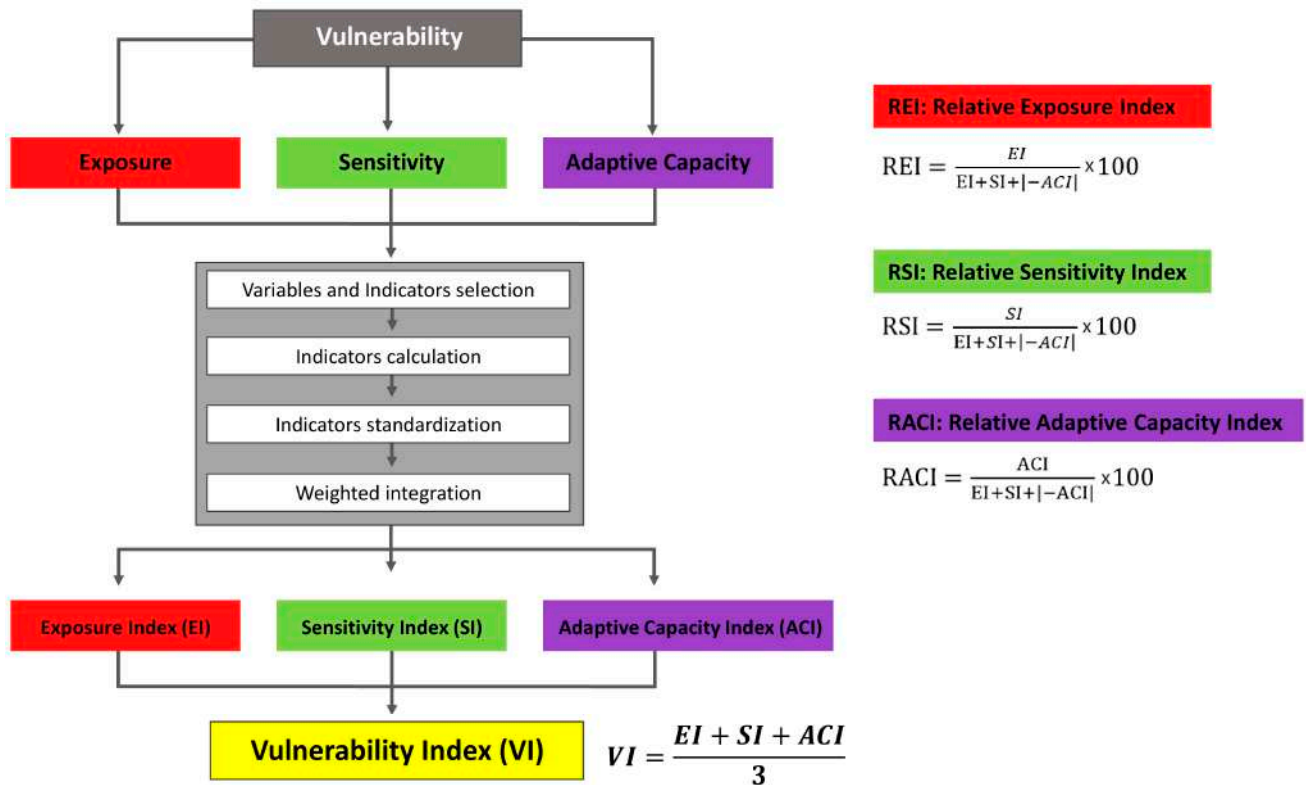 Vulnerability
Exposure
Sensitivity
Adaptive Capacity
Variables and Indicators selection
Indicators calculation
Indicators standardization
Weighted integration
Exposure Index (EI)
Sensitivity Index (SI)
Adaptive Capacity Index (ACI)
Vulnerability Index (VI)
VI = (EI + SI + ACI) / 3
REI: Relative Exposure Index
REI = EI / (EI+SI+|−ACI|) ×100
RSI: Relative Sensitivity Index
RSI = SI / (EI+SI+|−ACI|) ×100
RACI: Relative Adaptive Capacity Index
RACI = ACI / (EI+SI+|−ACI|) ×100